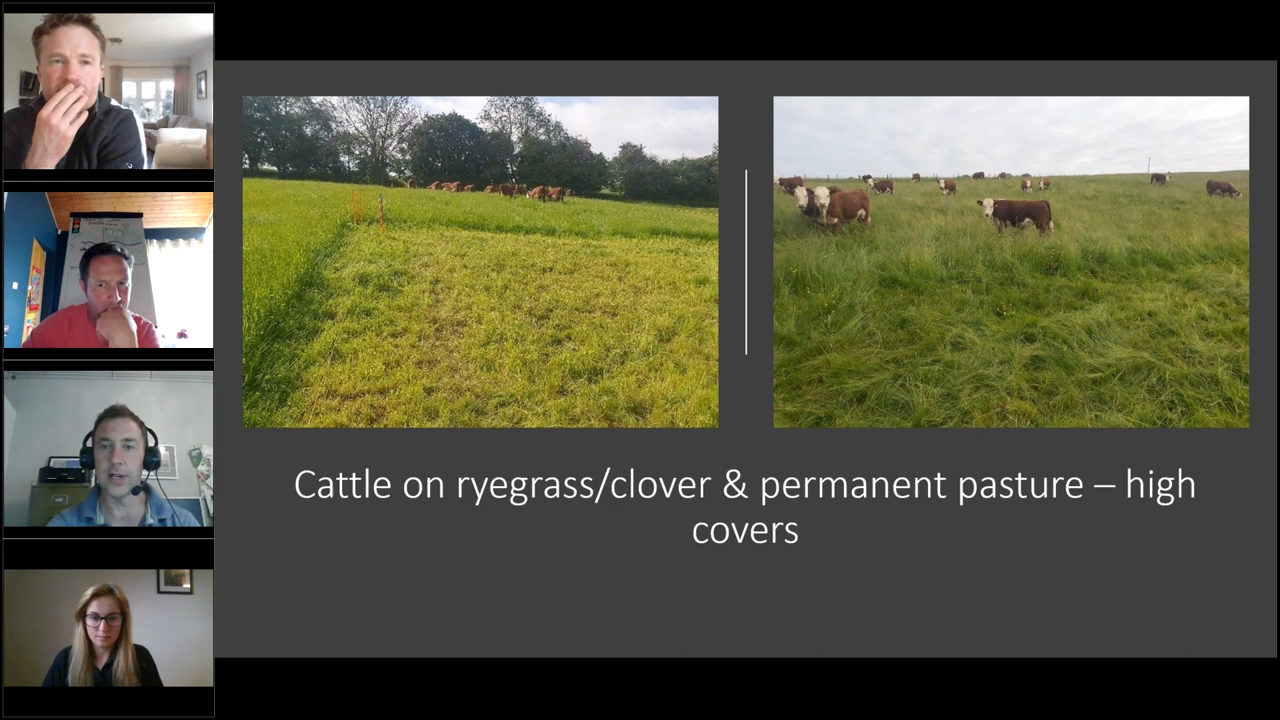 Cattle on ryegrass/clover & permanent pasture – high
covers